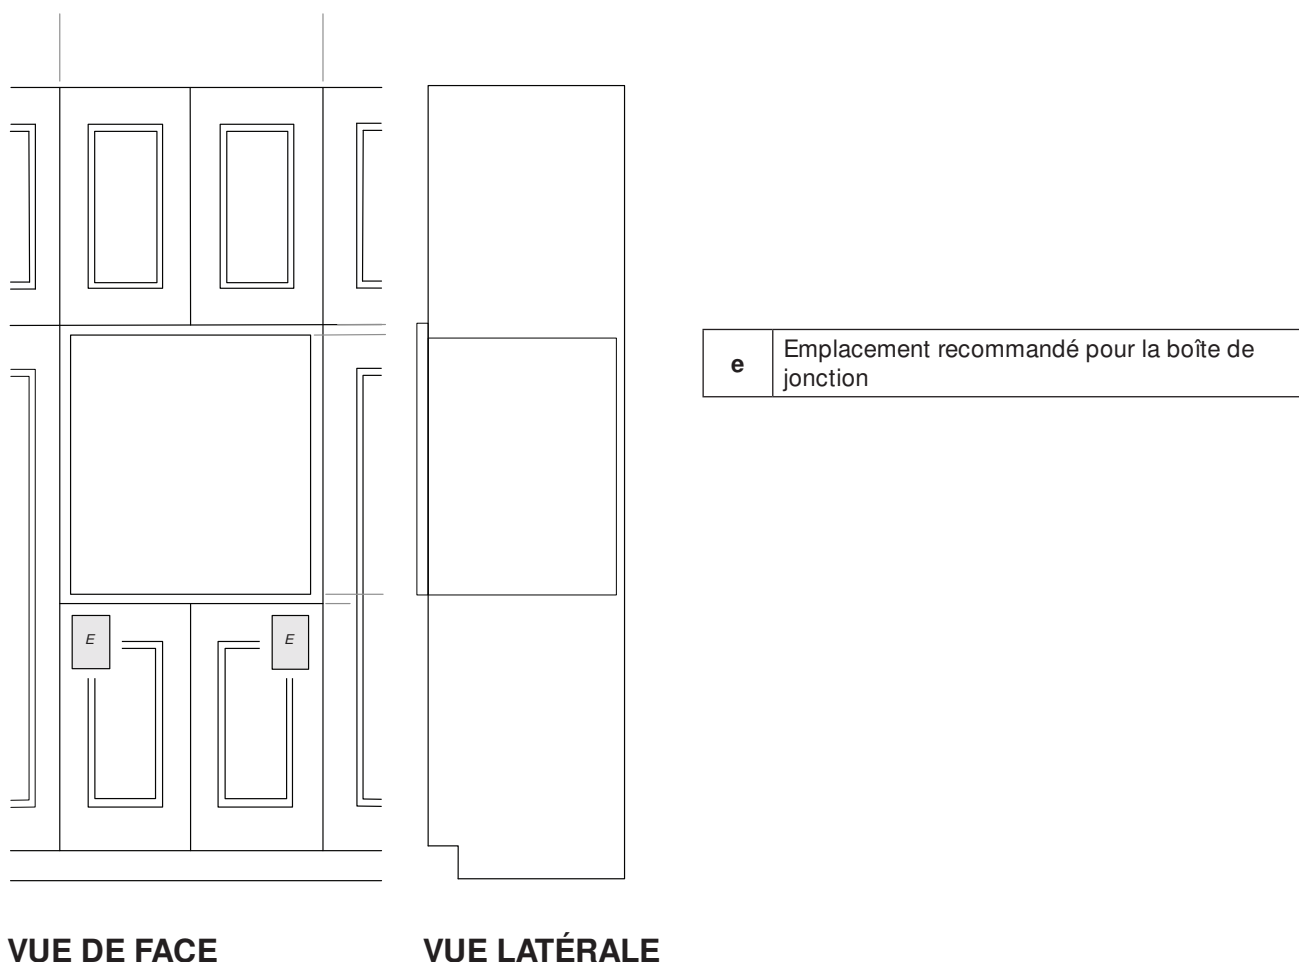 e
Emplacement recommandé pour la boîte de
jonction
E
E
VUE DE FACE
VUE LATÉRALE